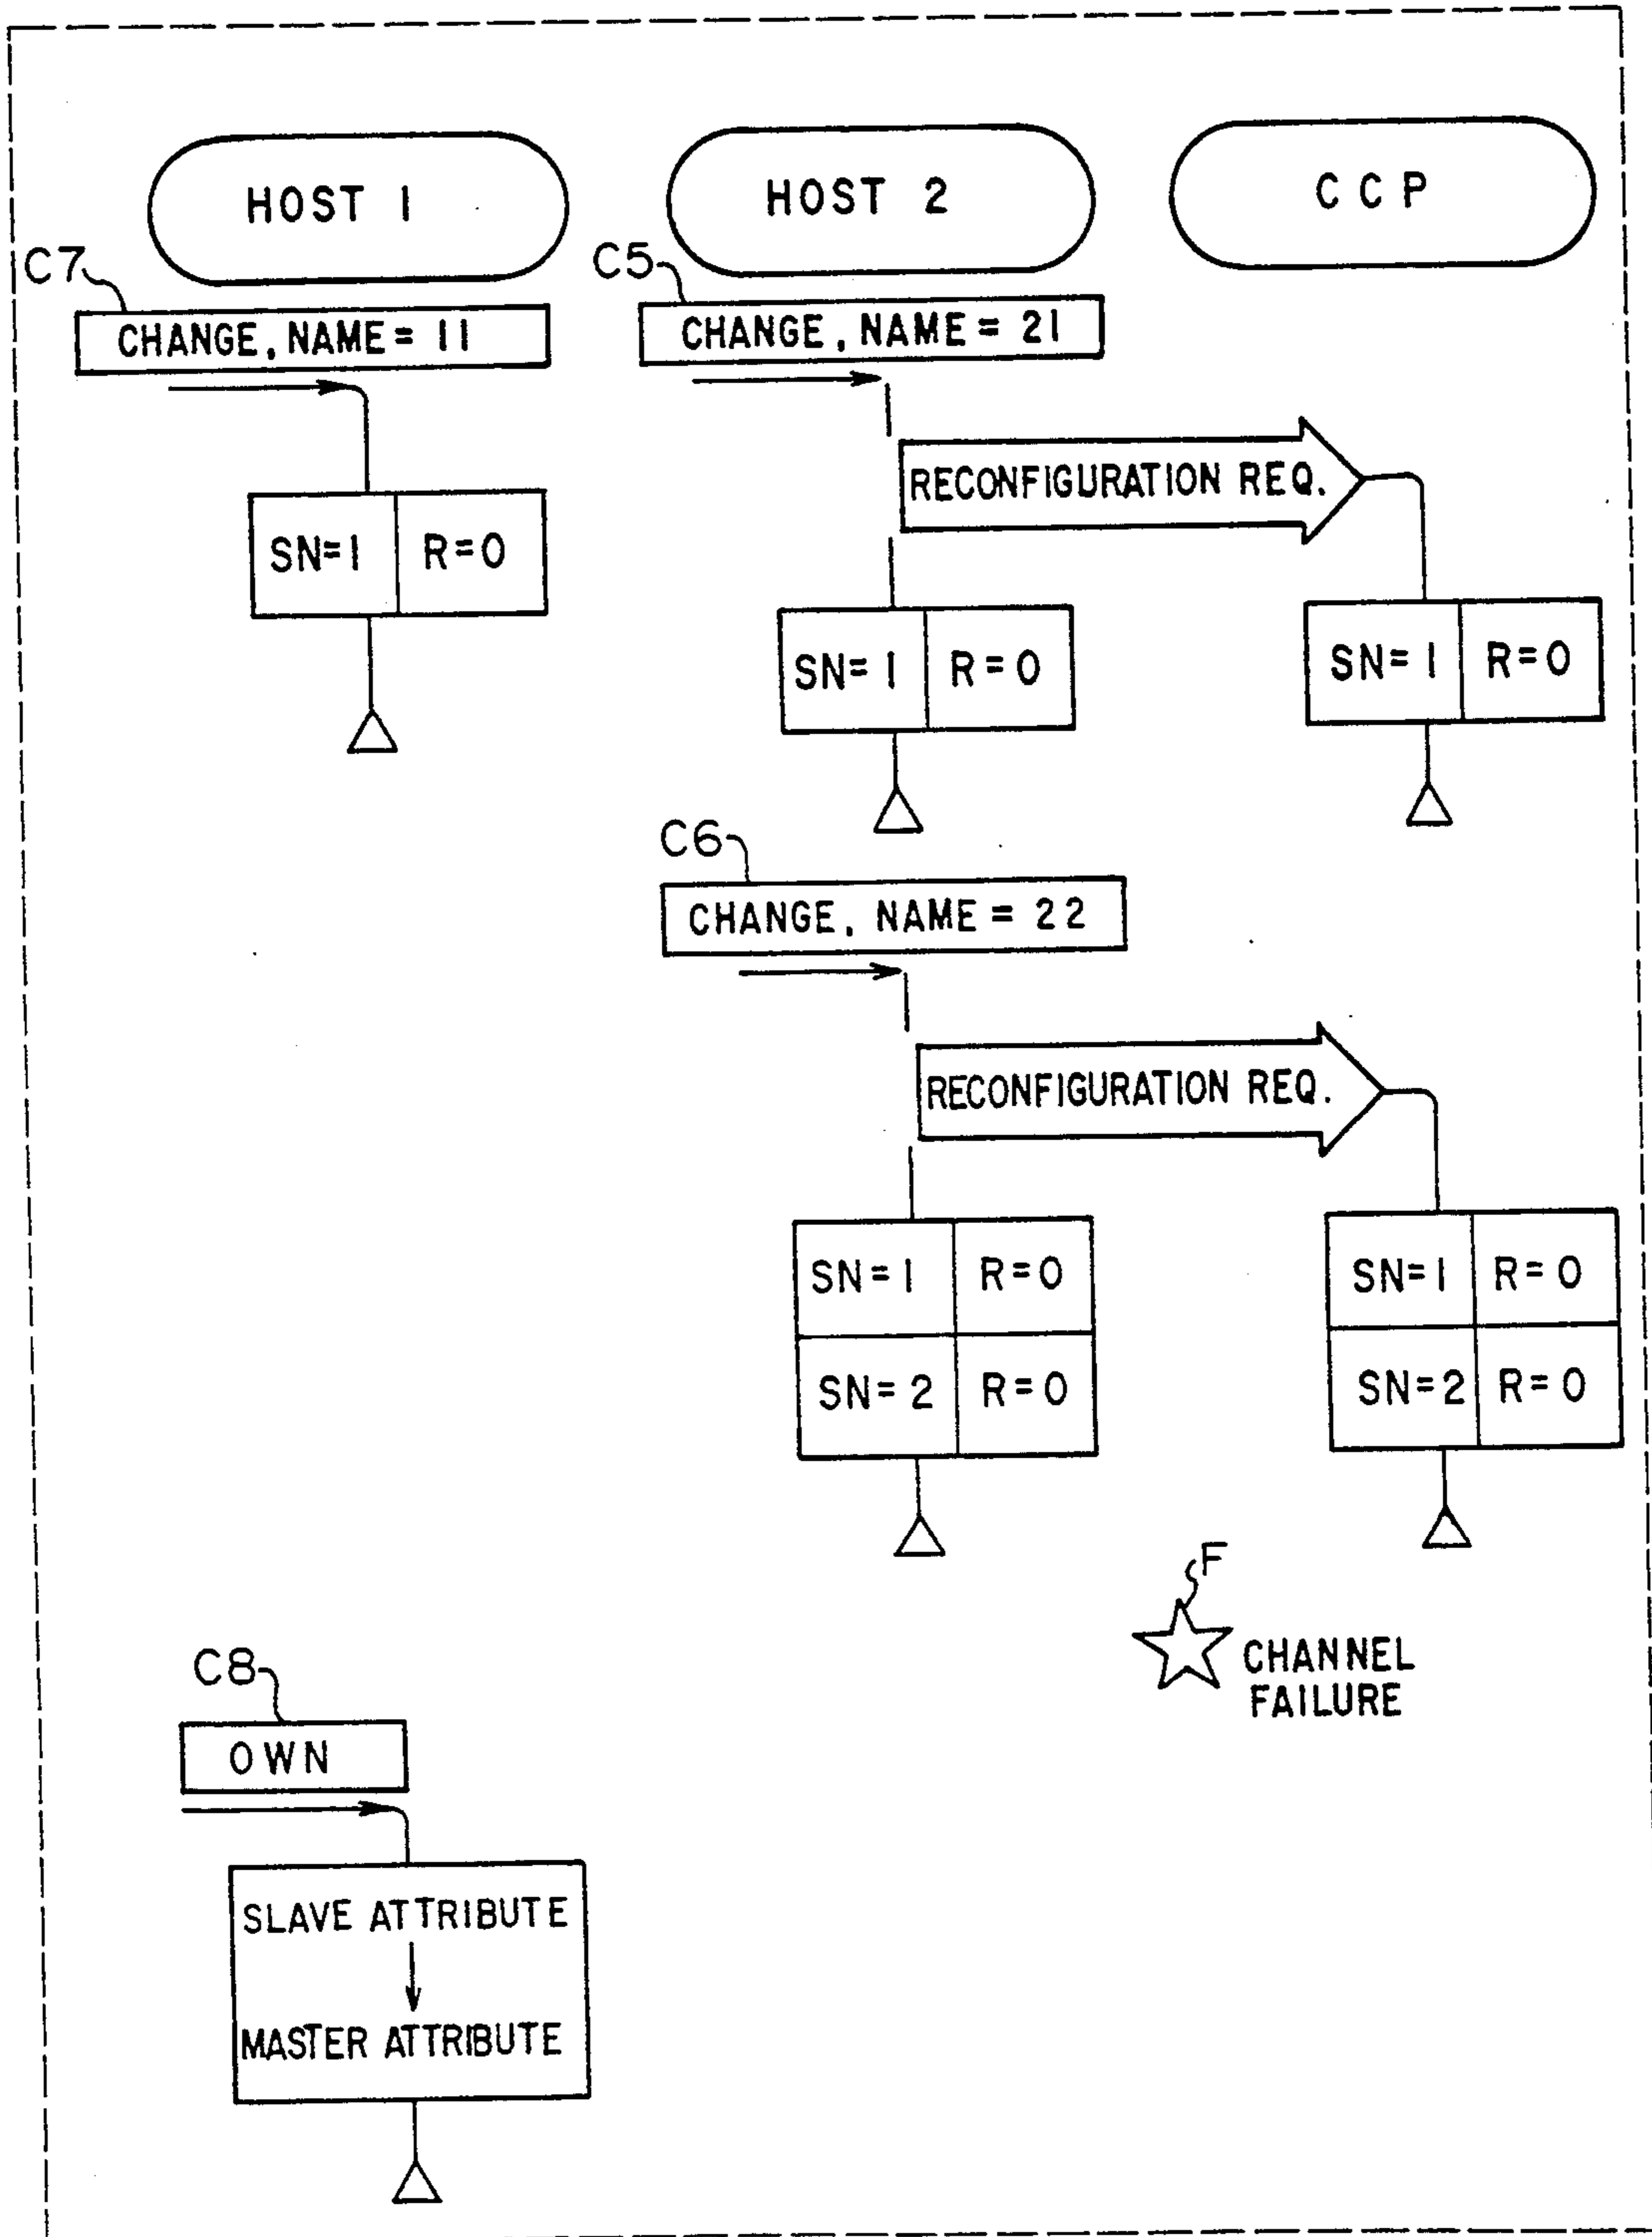 HOST 1
HOST 2
CCP
C7
CHANGE, NAME = 11
C5
CHANGE, NAME = 21
RECONFIGURATION REQ.
SN=1 R=0
SN=1 R=0
SN=1 R=0
C6
CHANGE, NAME = 22
RECONFIGURATION REQ.
SN=1 R=0
SN=2 R=0
SN=1 R=0
SN=2 R=0
F
CHANNEL
FAILURE
C8
OWN
SLAVE ATTRIBUTE
MASTER ATTRIBUTE